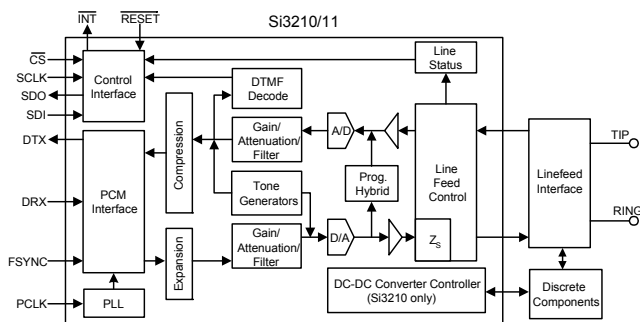 INT
RESET
Si3210/11
CS
SCLK
SDO
SDI
DTX
DRX
FSYNC
PCLK
Control
Interface
PCM
Interface
PLL
Compression
Expansion
DTMF
Decode
Gain/
Attenuation/
Filter
Tone
Generators
Gain/
Attenuation/
Filter
A/D
Prog.
Hybrid
D/A
Line
Status
Line
Feed
Control
ZS
DC-DC Converter Controller
(Si3210 only)
Linefeed
Interface
Discrete
Components
TIP
RING